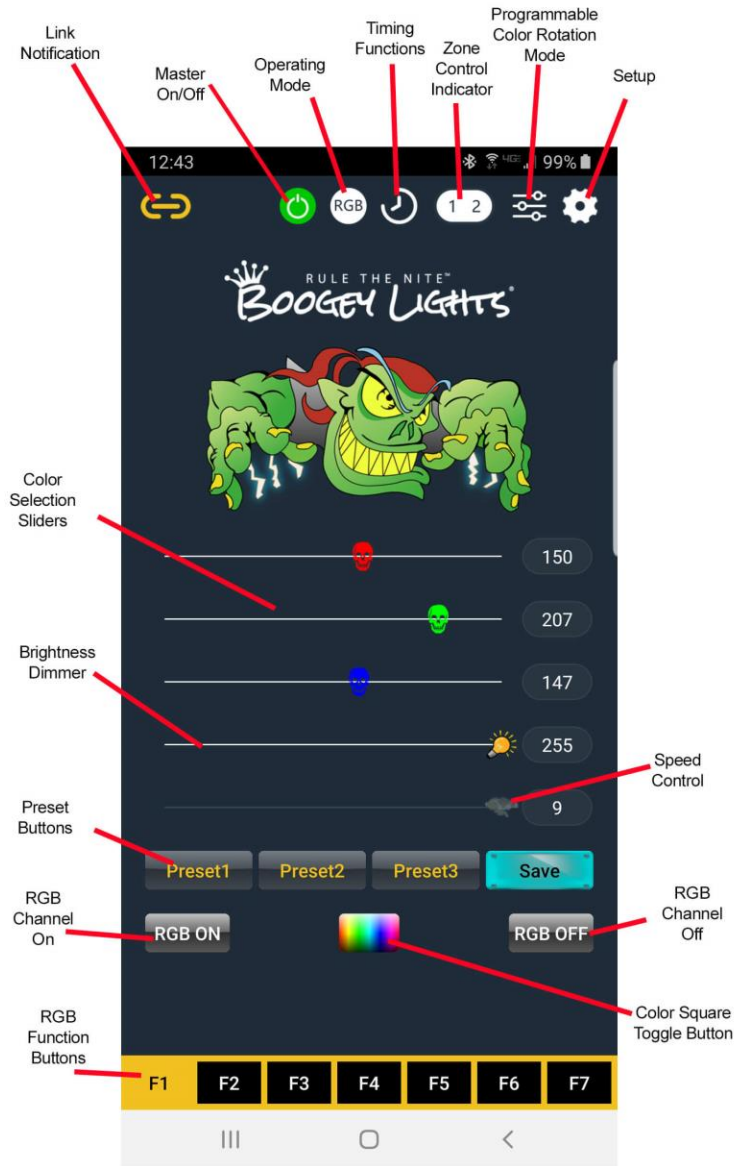 Link
Notification
Master
On/Off
Operating
Mode
Timing
Functions
Zone
Control
Indicator
Programmable
Color Rotation
Mode
Setup
12:43
4GE 99%
RGB
1 2
RULE THE NITE™
BOOGEY LIGHTS®
Color
Selection
Sliders
150
207
147
Brightness
Dimmer
255
Speed
Control
9
Preset
Buttons
Preset1 Preset2 Preset3 Save
RGB
Channel
On
RGB ON RGB OFF
RGB
Channel
Off
Color Square
Toggle Button
RGB
Function
Buttons
F1 F2 F3 F4 F5 F6 F7